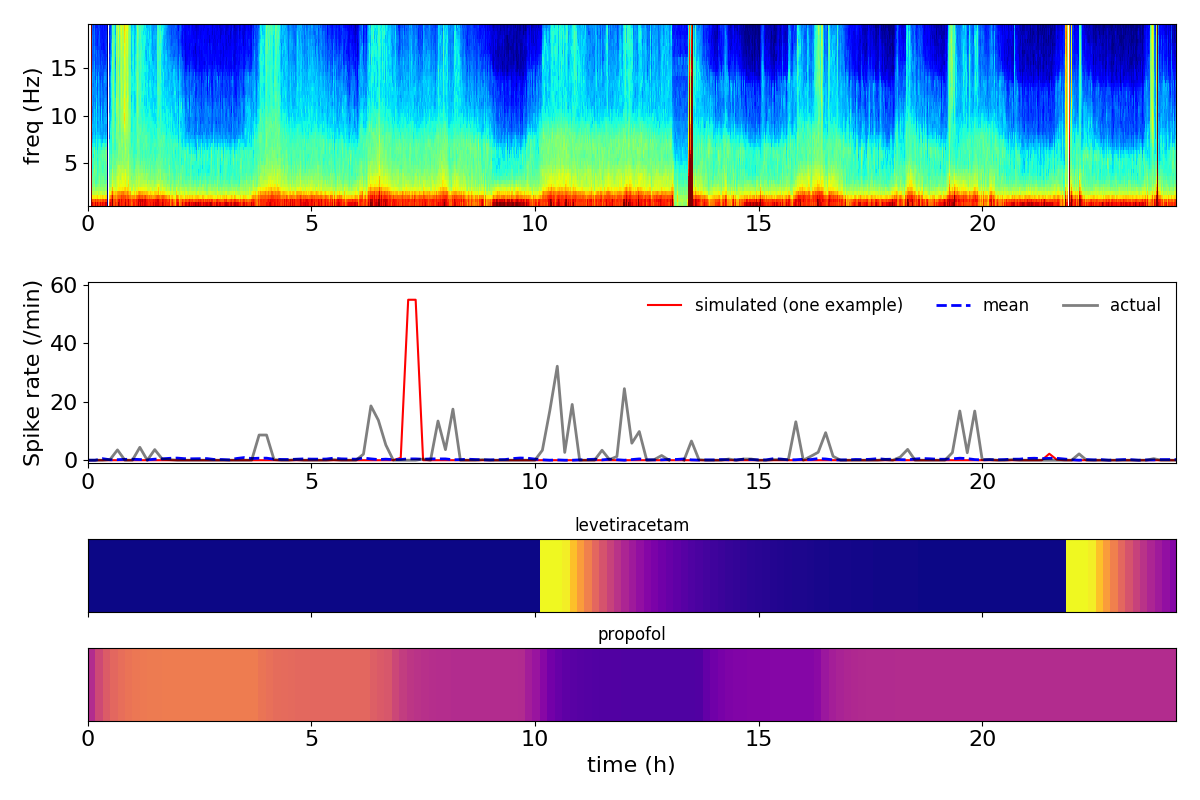 freq (Hz)
15
10
5
0 5 10 15 20
Spike rate (/min)
60
40
20
0
simulated (one example) mean actual
0 5 10 15 20
levetiracetam
propofol
0 5 10 15 20
time (h)